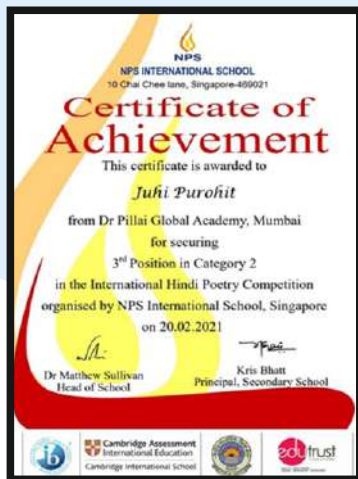 NPS
NPS INTERNATIONAL SCHOOL
10 Chai Chee lane, Singapore-469021
Certificate of
Achievement
This certificate is awarded to
Juhi Purohit
from Dr Pillai Global Academy, Mumbai
for securing
3rd Position in Category 2
in the International Hindi Poetry Competition
organised by NPS International School, Singapore
on 20.02.2021
Dr Matthew Sullivan
Head of School
Kris Bhatt
Principal, Secondary School
ib
Cambridge Assessment
International Education
Cambridge International School
edutrust